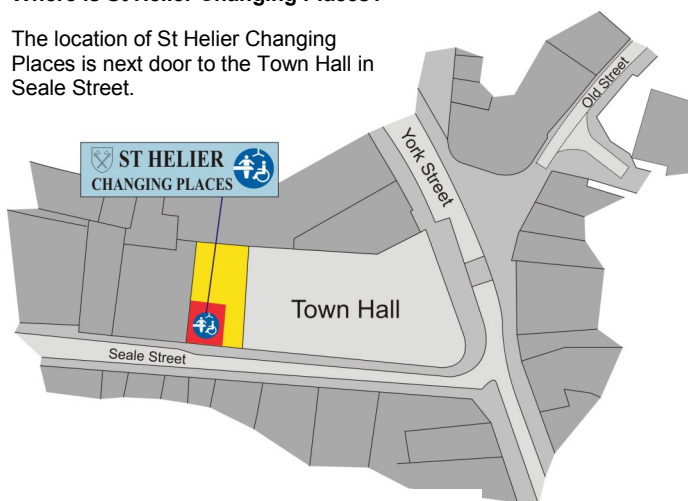 Where is St Helier Changing Places?
The location of St Helier Changing
Places is next door to the Town Hall in
Seale Street.
ST HELIER
CHANGING PLACES
York Street
Old Street
Town Hall
Seale Street